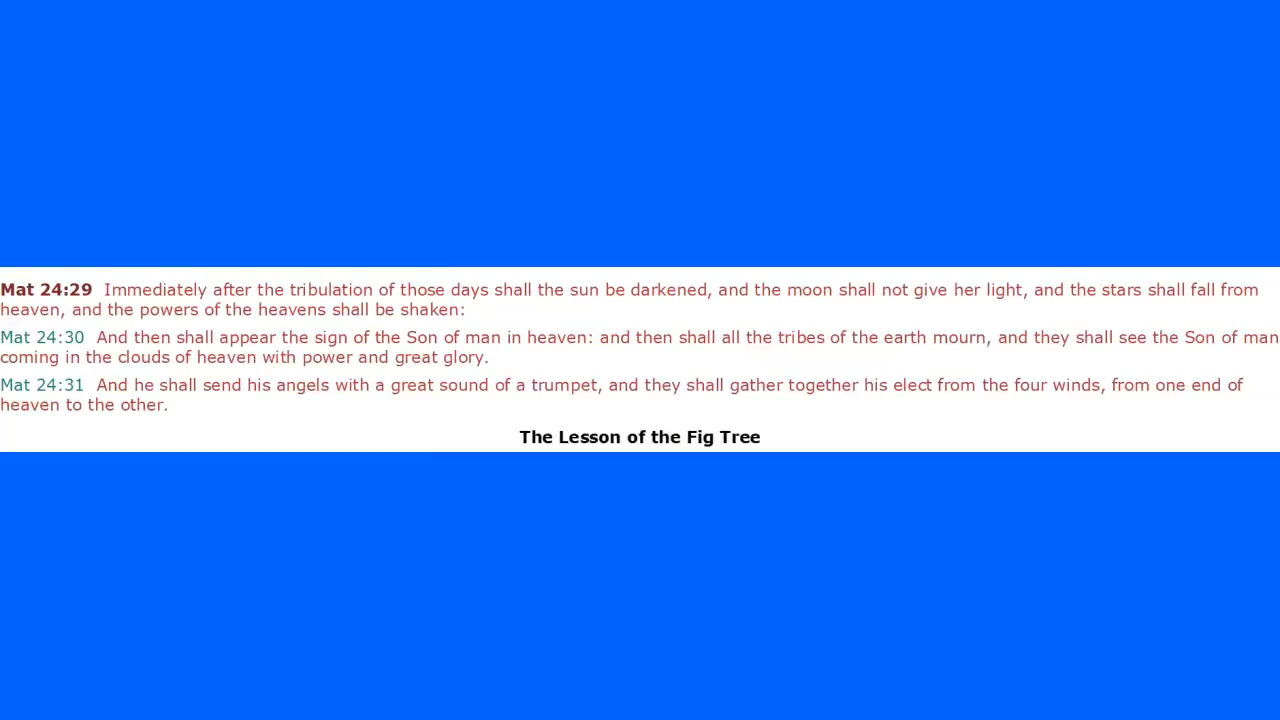 Mat 24:29 Immediately after the tribulation of those days shall the sun be darkened, and the moon shall not give her light, and the stars shall fall from
heaven, and the powers of the heavens shall be shaken:
Mat 24:30 And then shall appear the sign of the Son of man in heaven: and then shall all the tribes of the earth mourn, and they shall see the Son of man
coming in the clouds of heaven with power and great glory.
Mat 24:31 And he shall send his angels with a great sound of a trumpet, and they shall gather together his elect from the four winds, from one end of
heaven to the other.
The Lesson of the Fig Tree